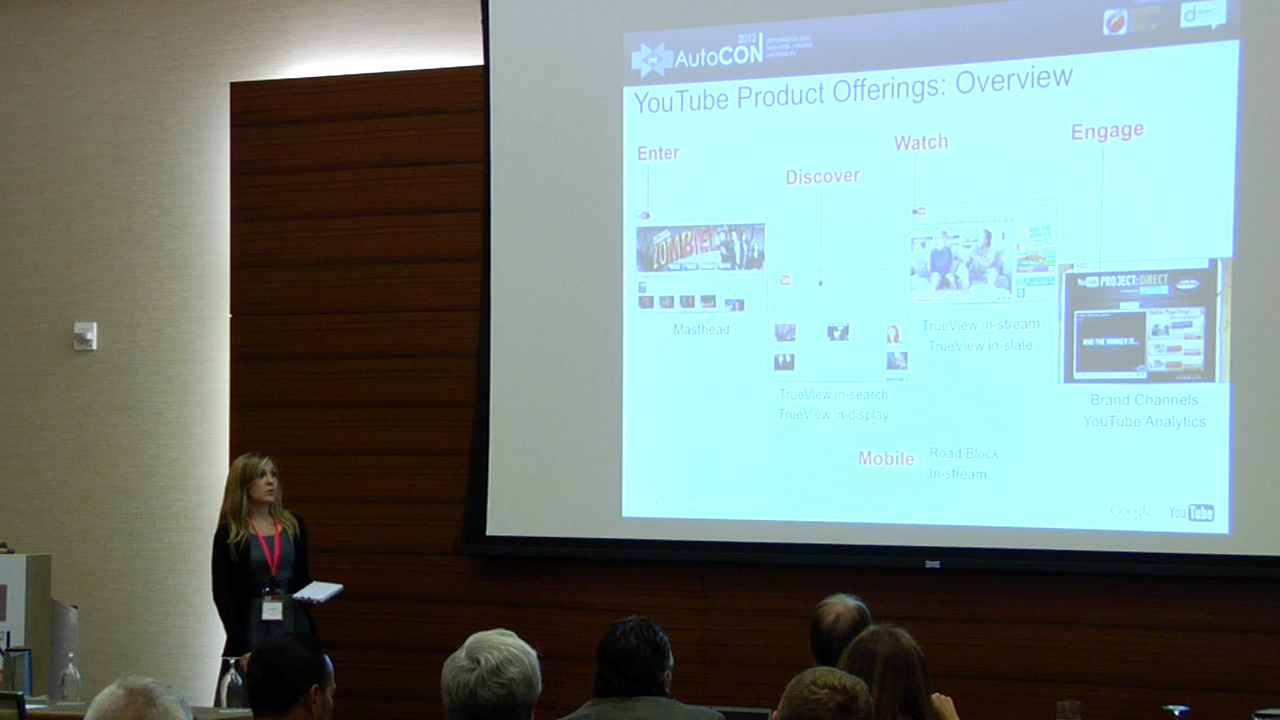 2012
AutoCON
YouTube Product Offerings: Overview
Enter
Discover
Watch
Engage
ZOMBIE
Masthead
TrueView in-search
TrueView in-display
TrueView in-stream
TrueView in-slate
You Tube PROJECT:DIRECT
AND THE WINNER IS...
Brand Channels
YouTube Analytics
Mobile
Road Block
In-stream
Google
YouTube